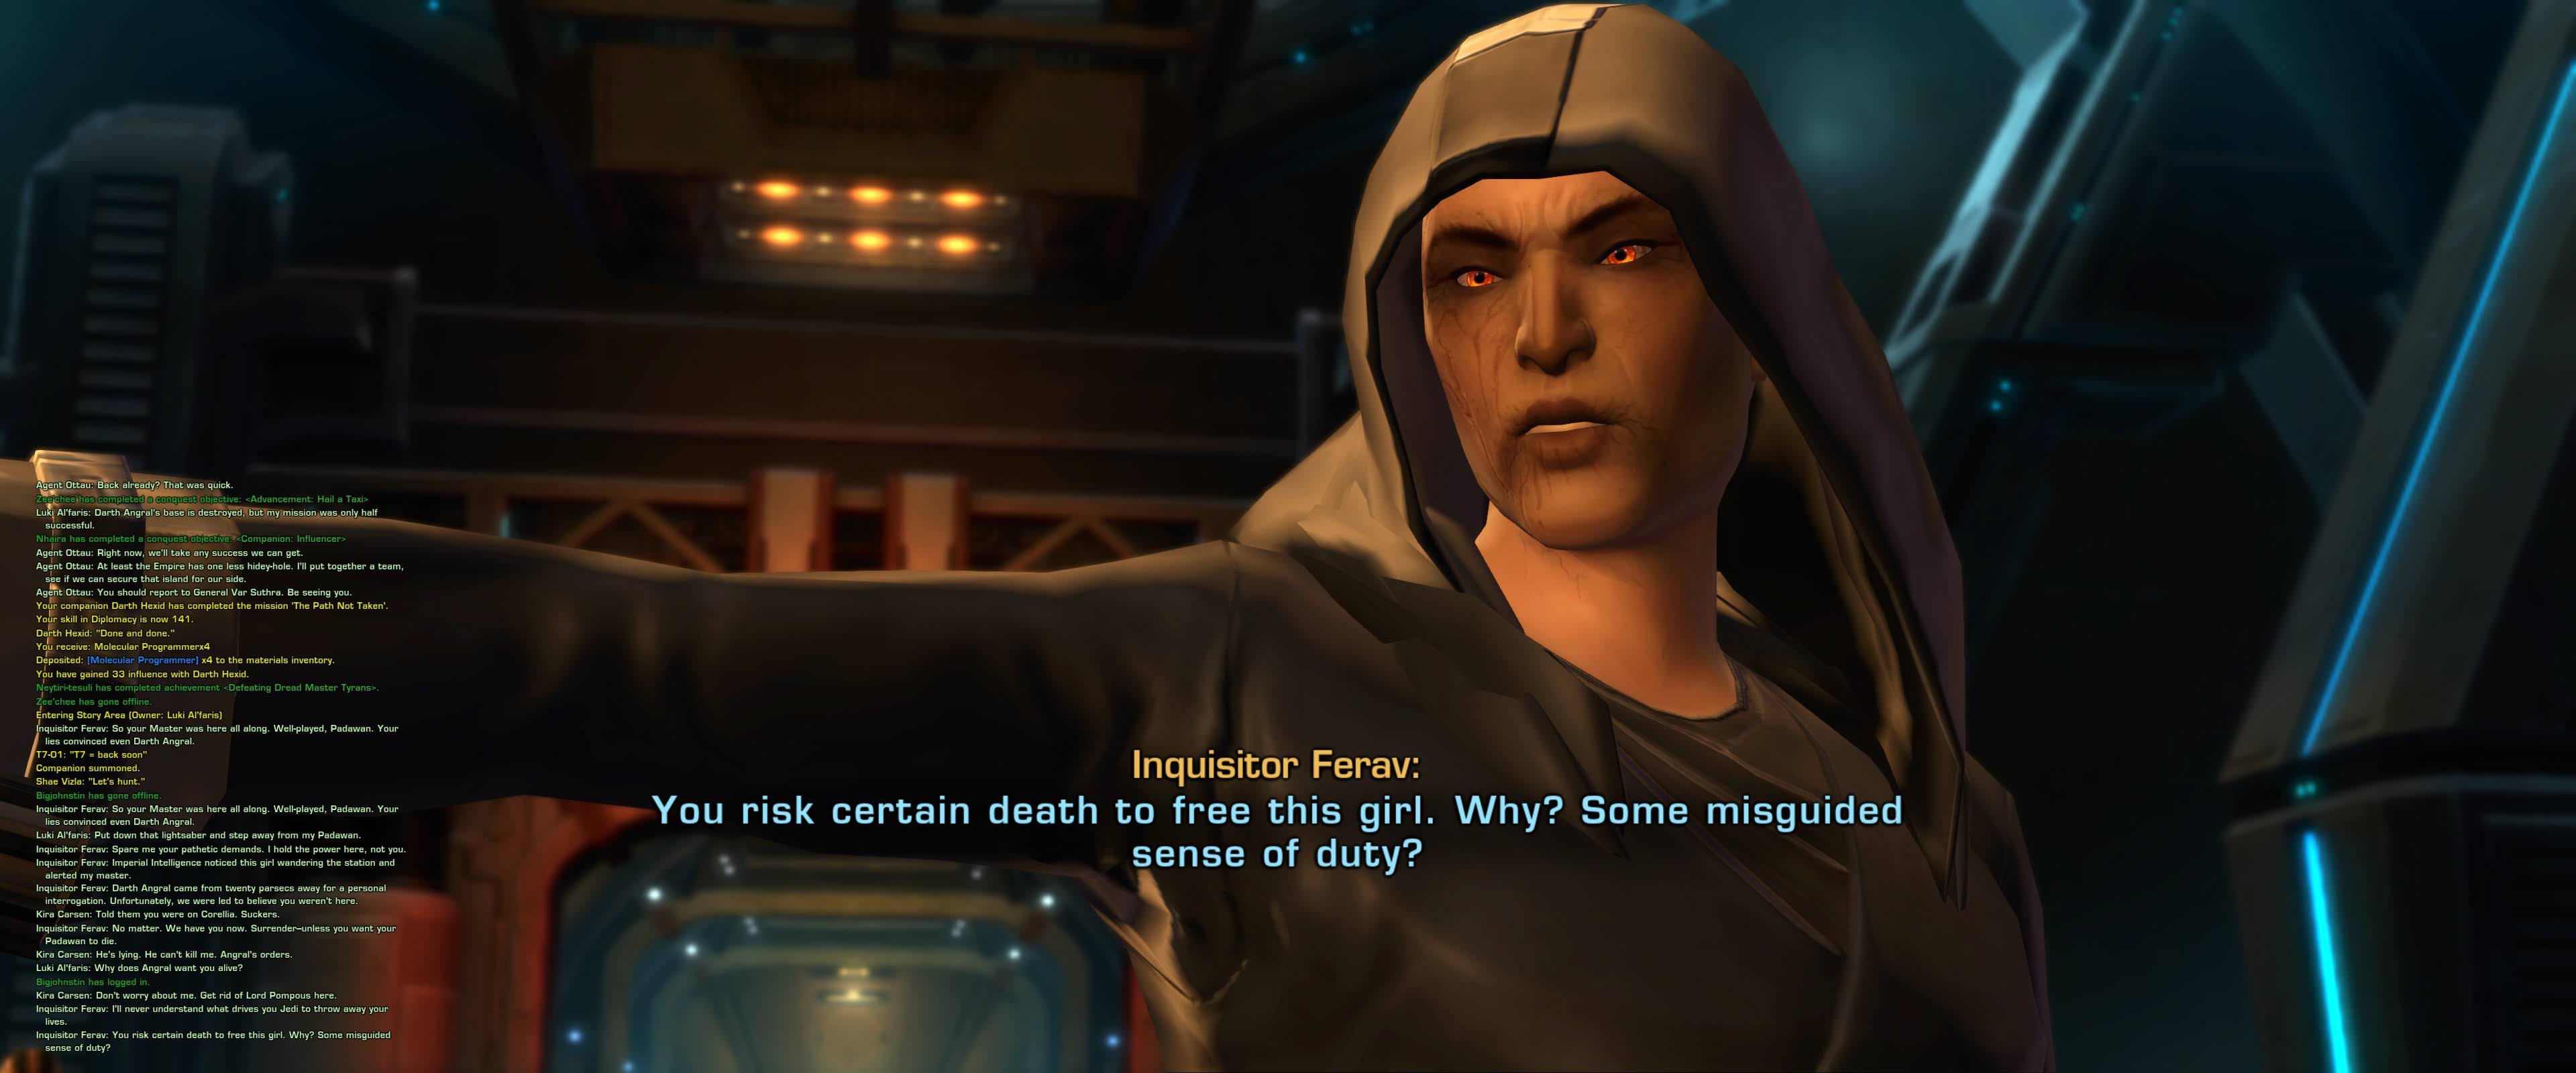 Agent Ottau: Back already? That was quick.
Zee'chee has completed a conquest objective: <Advancement: Hail a Taxi>
Luki Al'faris: Darth Angral's base is destroyed, but my mission was only half
successful.
Nhaira has completed a conquest objective: <Companion: Influencer>
Agent Ottau: Right now, we'll take any success we can get.
Agent Ottau: At least the Empire has one less hidey-hole. I'll put together a team,
see if we can secure that island for our side.
Agent Ottau: You should report to General Var Suthra. Be seeing you.
Your companion Darth Hexid has completed the mission 'The Path Not Taken'.
Your skill in Diplomacy is now 141.
Darth Hexid: "Done and done."
You receive: Molecular Programmerx4
Deposited: [Molecular Programmer] x4 to the materials inventory.
You have gained 33 influence with Darth Hexid.
Neytiri-tesuli has completed achievement <Defeating Dread Master Tyrans>.
Zee'chee has gone offline.
Entering Story Area (Owner: Luki Al'faris)
Inquisitor Ferav: So your Master was here all along. Well-played, Padawan. Your
lies convinced even Darth Angral.
T7-01: "T7 = back soon"
Companion summoned.
Shae Vizla: "Let's hunt."
Bigjohnstin has gone offline.
Inquisitor Ferav: So your Master was here all along. Well-played, Padawan. Your
lies convinced even Darth Angral.
Luki Al'faris: Put down that lightsaber and step away from my Padawan.
Inquisitor Ferav: Spare me your pathetic demands. I hold the power here, not you.
Inquisitor Ferav: Imperial Intelligence noticed this girl wandering the station and
alerted my master.
Inquisitor Ferav: Darth Angral came from twenty parsecs away for a personal
interrogation. Unfortunately, we were led to believe you weren't here.
Kira Carsen: Told them you were on Corellia. Suckers.
Inquisitor Ferav: No matter. We have you now. Surrender--unless you want your
Padawan to die.
Kira Carsen: He's lying. He can't kill me. Angral's orders.
Luki Al'faris: Why does Angral want you alive?
Bigjohnstin has logged in.
Kira Carsen: Don't worry about me. Get rid of Lord Pompous here.
Inquisitor Ferav: I'll never understand what drives you Jedi to throw away your
lives.
Inquisitor Ferav: You risk certain death to free this girl. Why? Some misguided
sense of duty?
Inquisitor Ferav:
You risk certain death to free this girl. Why? Some misguided
sense of duty?